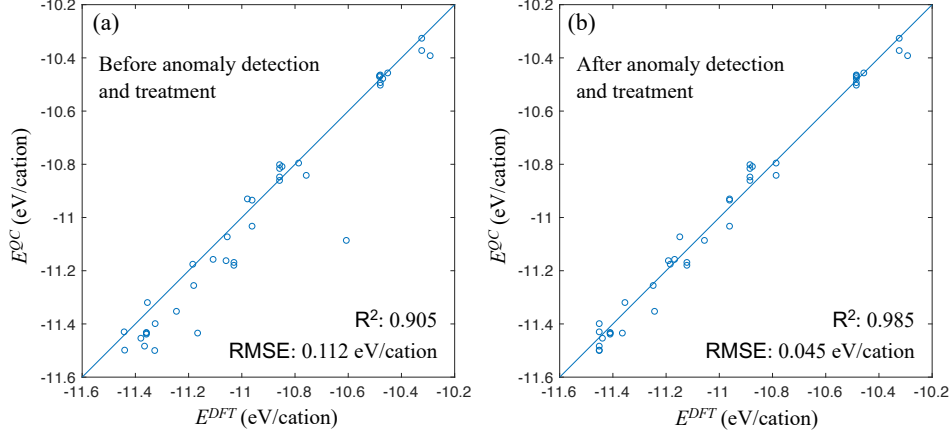 (a)
Before anomaly detection
and treatment
-10.2
-10.4
-10.6
-10.8
-11
-11.2
-11.4
-11.6
E^QC (eV/cation)
R²: 0.905
RMSE: 0.112 eV/cation
-11.6 -11.4 -11.2 -11 -10.8 -10.6 -10.4 -10.2
E^DFT (eV/cation)
(b)
After anomaly detection
and treatment
-10.2
-10.4
-10.6
-10.8
-11
-11.2
-11.4
-11.6
E^QC (eV/cation)
R²: 0.985
RMSE: 0.045 eV/cation
-11.6 -11.4 -11.2 -11 -10.8 -10.6 -10.4 -10.2
E^DFT (eV/cation)